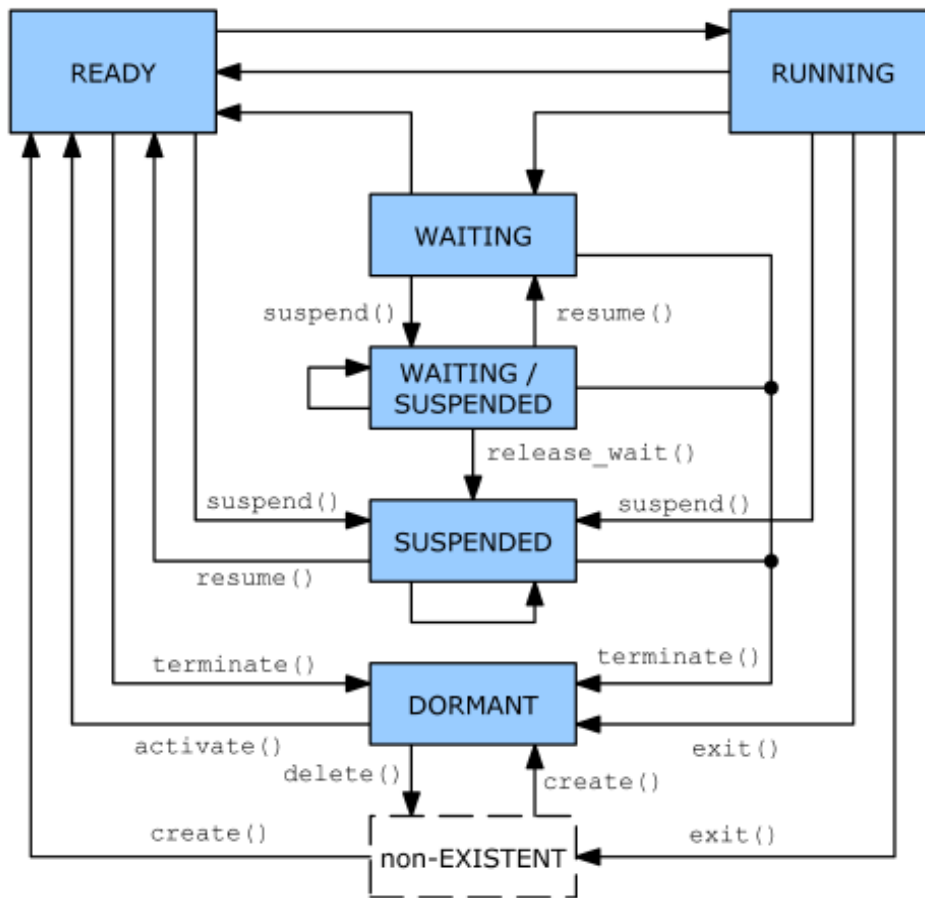 READY
RUNNING
WAITING
suspend()
resume()
WAITING /
SUSPENDED
release_wait()
suspend()
suspend()
SUSPENDED
resume()
terminate()
terminate()
DORMANT
activate()
exit()
delete()
create()
create()
exit()
non-EXISTENT